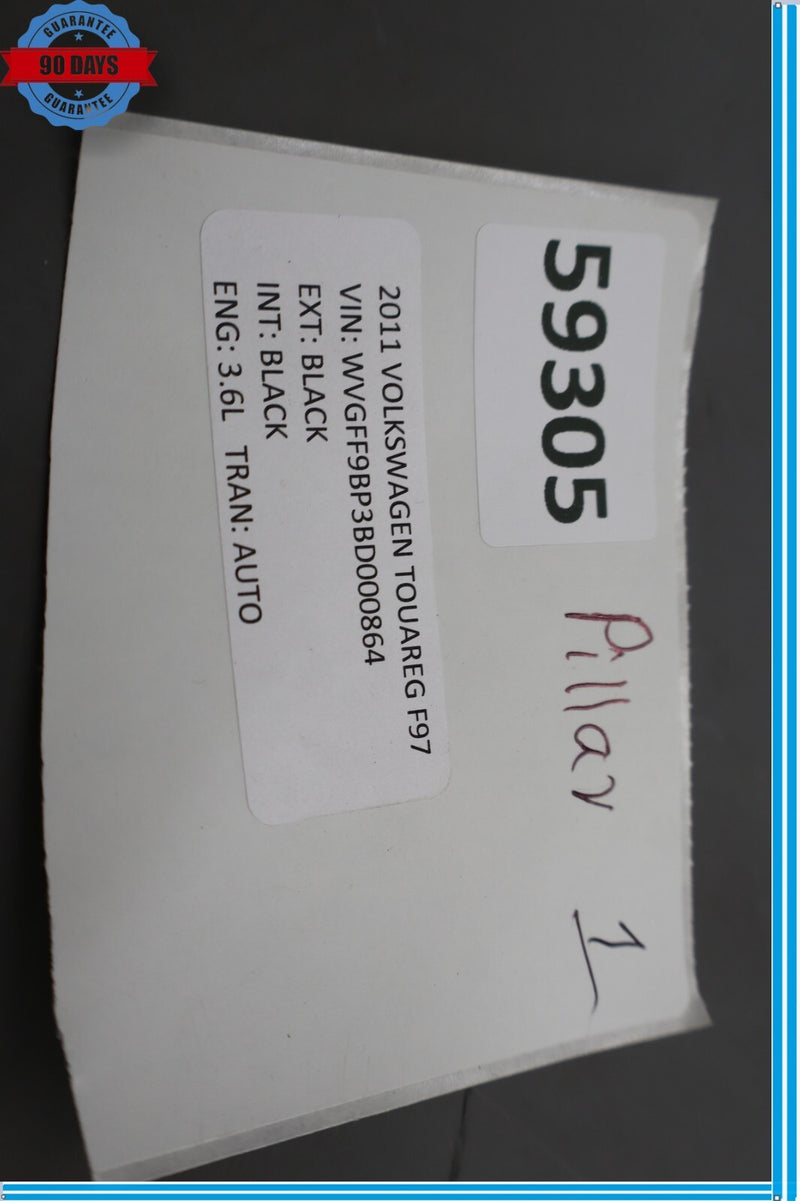 GUARANTEE
90 DAYS
GUARANTEE
59305
Pillar 1
2011 VOLKSWAGEN TOUAREG F97
VIN: WVGFF9BP3BD000864
EXT: BLACK
INT: BLACK
ENG: 3.6L TRAN: AUTO